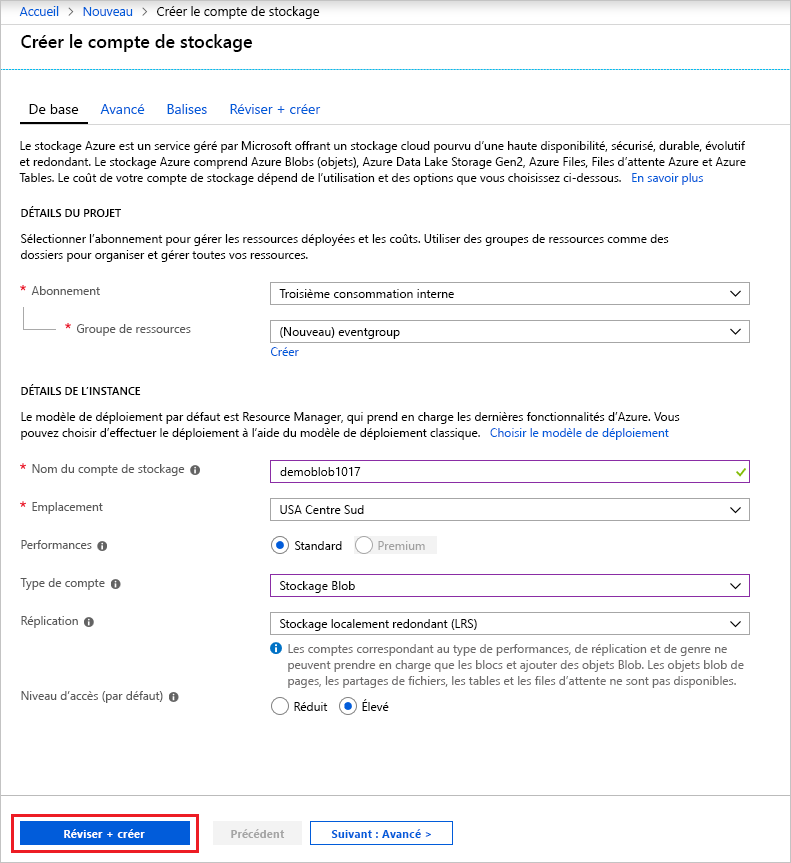 Accueil > Nouveau > Créer le compte de stockage
Créer le compte de stockage
De base Avancé Balises Réviser + créer
Le stockage Azure est un service géré par Microsoft offrant un stockage cloud pourvu d’une haute disponibilité, sécurisé, durable, évolutif
et redondant. Le stockage Azure comprend Azure Blobs (objets), Azure Data Lake Storage Gen2, Azure Files, Files d’attente Azure et Azure
Tables. Le coût de votre compte de stockage dépend de l’utilisation et des options que vous choisissez ci-dessous. En savoir plus
DÉTAILS DU PROJET
Sélectionner l’abonnement pour gérer les ressources déployées et les coûts. Utiliser des groupes de ressources comme des
dossiers pour organiser et gérer toutes vos ressources.
* Abonnement Troisième consommation interne
* Groupe de ressources (Nouveau) eventgroup
Créer
DÉTAILS DE L’INSTANCE
Le modèle de déploiement par défaut est Resource Manager, qui prend en charge les dernières fonctionnalités d’Azure. Vous
pouvez choisir d’effectuer le déploiement à l’aide du modèle de déploiement classique. Choisir le modèle de déploiement
* Nom du compte de stockage demoblob1017
* Emplacement USA Centre Sud
Performances Standard Premium
Type de compte Stockage Blob
Réplication Stockage localement redondant (LRS)
Les comptes correspondant au type de performances, de réplication et de genre ne
peuvent prendre en charge que les blocs et ajouter des objets Blob. Les objets blob de
pages, les partages de fichiers, les tables et les files d’attente ne sont pas disponibles.
Niveau d’accès (par défaut) Réduit Élevé
Réviser + créer Précédent Suivant : Avancé >